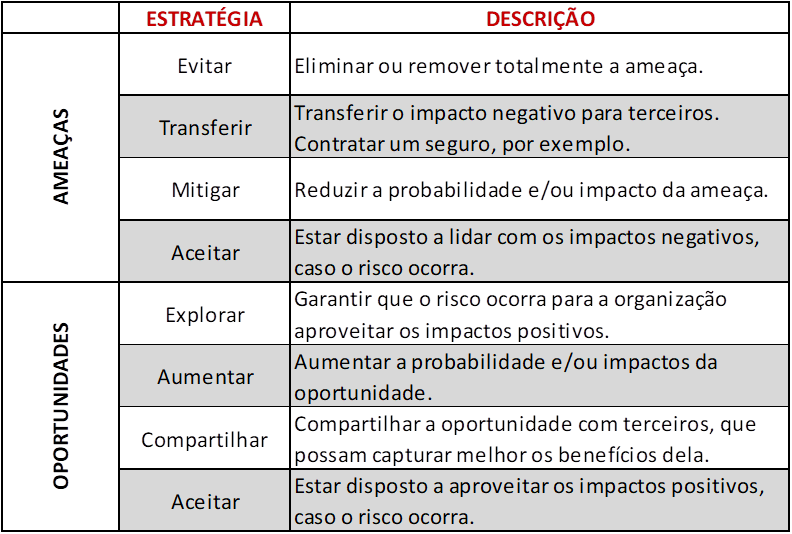 ESTRATÉGIA DESCRIÇÃO
AMEAÇAS
Evitar
Eliminar ou remover totalmente a ameaça.
Transferir
Transferir o impacto negativo para terceiros.
Contratar um seguro, por exemplo.
Mitigar
Reduzir a probabilidade e/ou impacto da ameaça.
Aceitar
Estar disposto a lidar com os impactos negativos,
caso o risco ocorra.
OPORTUNIDADES
Explorar
Garantir que o risco ocorra para a organização
aproveitar os impactos positivos.
Aumentar
Aumentar a probabilidade e/ou impactos da
oportunidade.
Compartilhar
Compartilhar a oportunidade com terceiros, que
possam capturar melhor os benefícios dela.
Aceitar
Estar disposto a aproveitar os impactos positivos,
caso o risco ocorra.